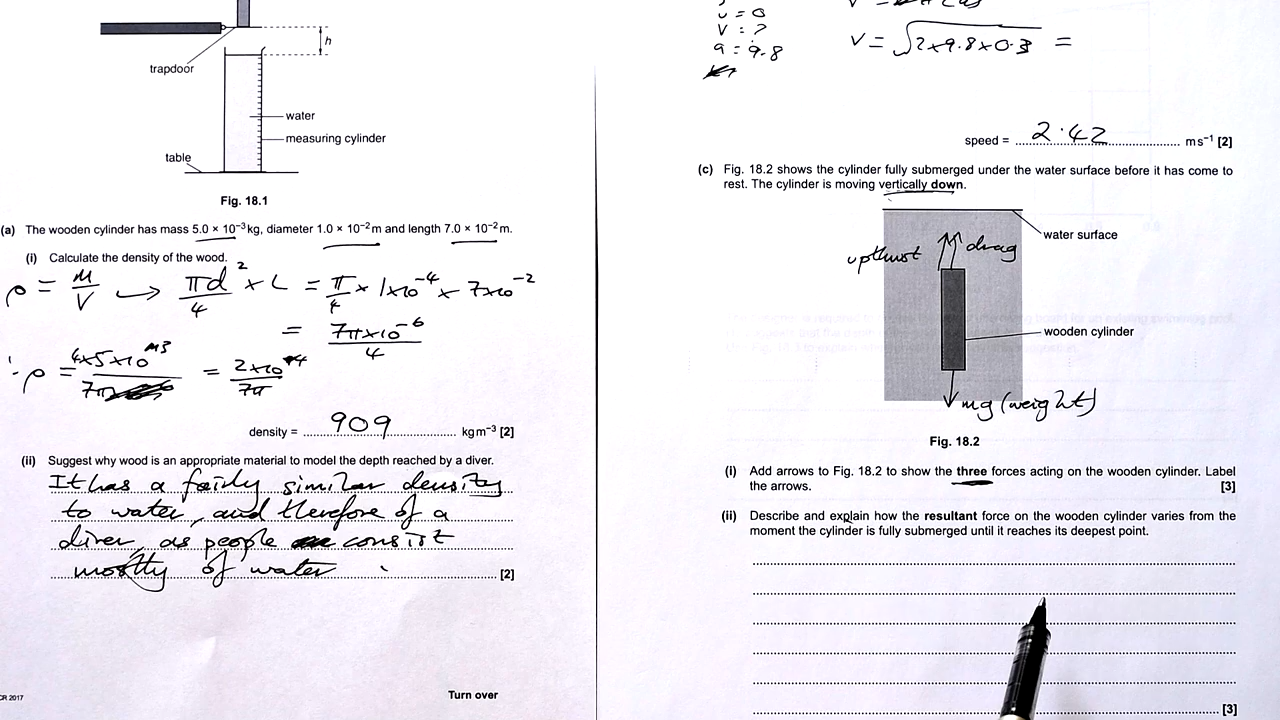 h
trapdoor
water
measuring cylinder
table
Fig. 18.1
(a) The wooden cylinder has mass 5.0 × 10⁻³ kg, diameter 1.0 × 10⁻² m and length 7.0 × 10⁻² m.
(i) Calculate the density of the wood.
ρ = M/V → πd²/4 × L = π/4 × 1×10⁻⁴ × 7×10⁻²
= 7π×10⁻⁶/4
∴ ρ = 4×5×10³/7π = 2×10⁴/7π
density = 909 kg m⁻³ [2]
(ii) Suggest why wood is an appropriate material to model the depth reached by a diver.
It has a fairly similar density
to water, and therefore of a
diver, as people consist
mostly of water. [2]
CR 2017
Turn over
u = 0
V = ?
a = 9.8
V = √2×9.8×0.3 =
speed = 2.42 m s⁻¹ [2]
(c) Fig. 18.2 shows the cylinder fully submerged under the water surface before it has come to
rest. The cylinder is moving vertically down.
water surface
upthrust drag
wooden cylinder
mg (weight)
Fig. 18.2
(i) Add arrows to Fig. 18.2 to show the three forces acting on the wooden cylinder. Label
the arrows. [3]
(ii) Describe and explain how the resultant force on the wooden cylinder varies from the
moment the cylinder is fully submerged until it reaches its deepest point.
[3]